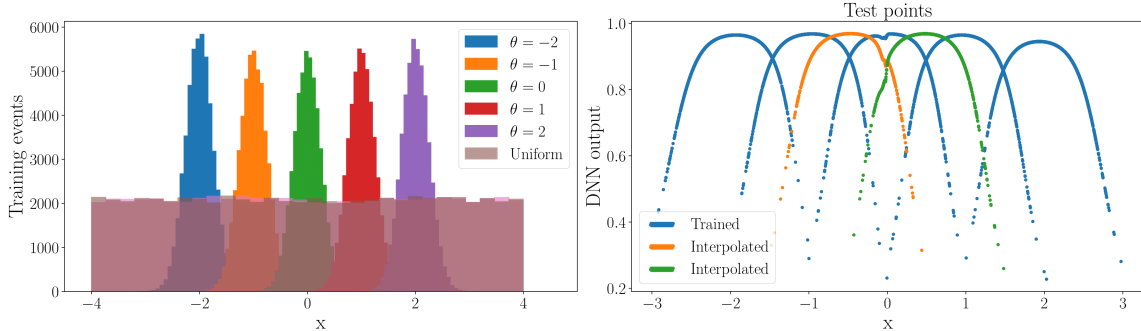 6000
5000
4000
3000
2000
1000
0
Training events
−4
−2
0
2
4
x
θ = −2
θ = −1
θ = 0
θ = 1
θ = 2
Uniform
Test points
1.0
0.8
0.6
0.4
0.2
DNN output
Trained
Interpolated
Interpolated
−3
−2
−1
0
1
2
3
x